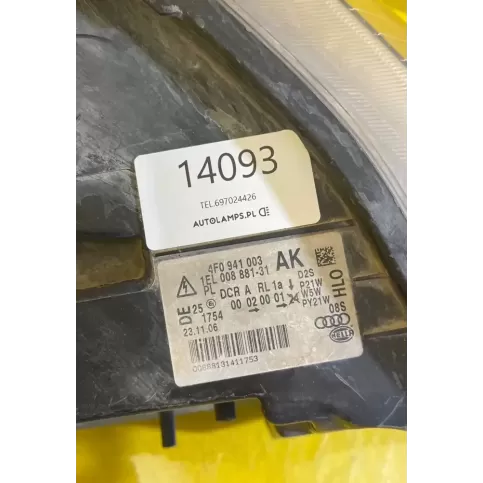 14093
TEL.697024426
AUTOLAMPS.PL
4F0 941 003 AK
1EL 008 881-31
PL DCR A RL 1a D2S
P21W
W5W
PY21W
DE 25 00 02 00 01
1754 08S HLO
23.11.06
HELLA